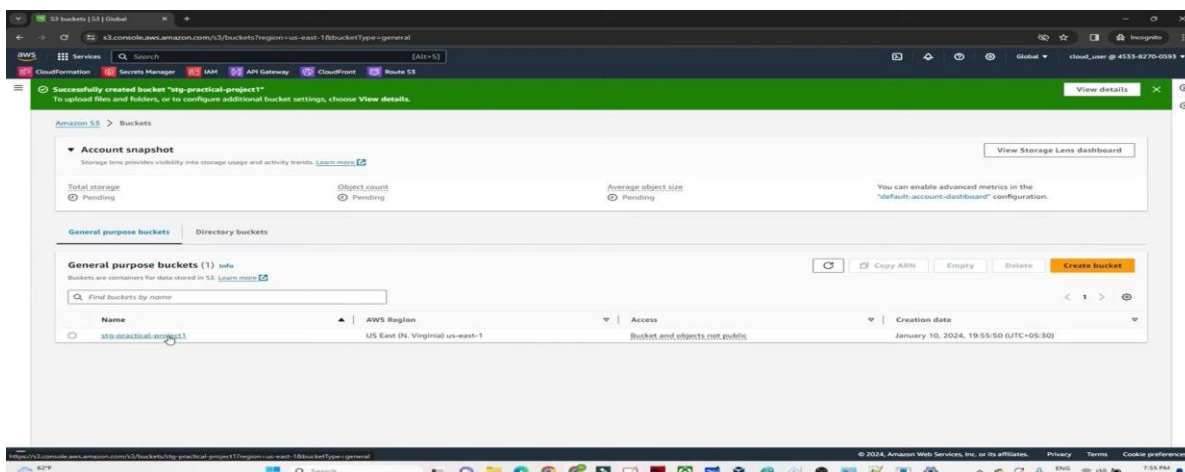 S3 buckets | S3 | Global
s3.console.aws.amazon.com/s3/buckets?region=us-east-1&bucketType=general
Incognito
aws
Services
Search
[Alt+S]
Global
cloud_user @ 4533-8270-0593
CloudFormation
Secrets Manager
IAM
API Gateway
CloudFront
Route 53
Successfully created bucket "stg-practical-project1"
To upload files and folders, or to configure additional bucket settings, choose View details.
View details
Amazon S3 > Buckets
Account snapshot
Storage lens provides visibility into storage usage and activity trends. Learn more
View Storage Lens dashboard
Total storage
Pending
Object count
Pending
Average object size
Pending
You can enable advanced metrics in the
"default-account-dashboard" configuration.
General purpose buckets
Directory buckets
General purpose buckets (1) Info
Buckets are containers for data stored in S3. Learn more
Copy ARN
Empty
Delete
Create bucket
Find buckets by name
< 1 >
Name
AWS Region
Access
Creation date
stg-practical-project1
US East (N. Virginia) us-east-1
Bucket and objects not public
January 10, 2024, 19:55:50 (UTC+05:30)
https://s3.console.aws.amazon.com/s3/buckets/stg-practical-project1?region=us-east-1&bucketType=general
© 2024, Amazon Web Services, Inc. or its affiliates.
Privacy
Terms
Cookie preferences
62°F
Search
ENG
7:55 PM